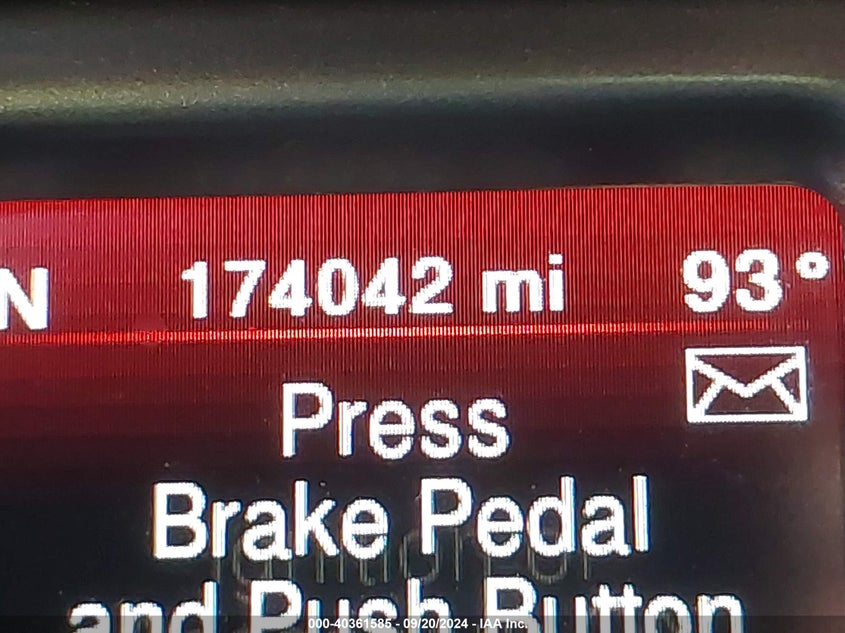 N 174042 mi 93°
Press
Brake Pedal
and Push Button
000-40361585 - 09/20/2024 - IAA Inc.